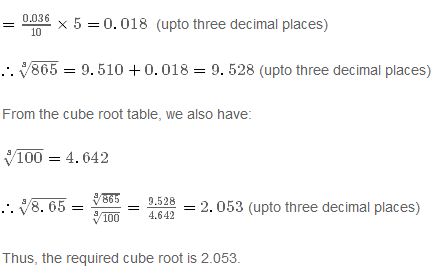 = 0.036/10 × 5 = 0.018 (upto three decimal places)
∴ ∛865 = 9.510 + 0.018 = 9.528 (upto three decimal places)
From the cube root table, we also have:
∛100 = 4.642
∴ ∛8.65 = ∛865/∛100 = 9.528/4.642 = 2.053 (upto three decimal places)
Thus, the required cube root is 2.053.